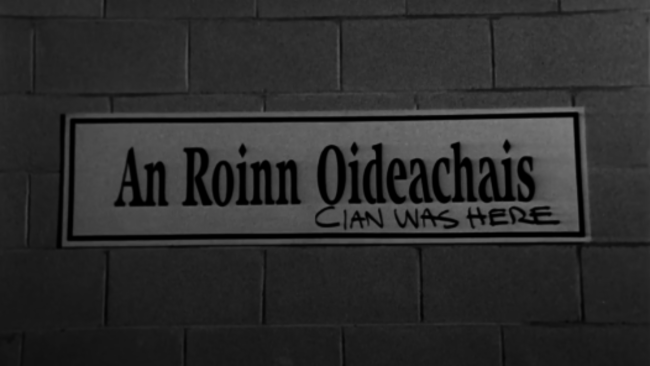 An Roinn Oideachais
CIAN WAS HERE